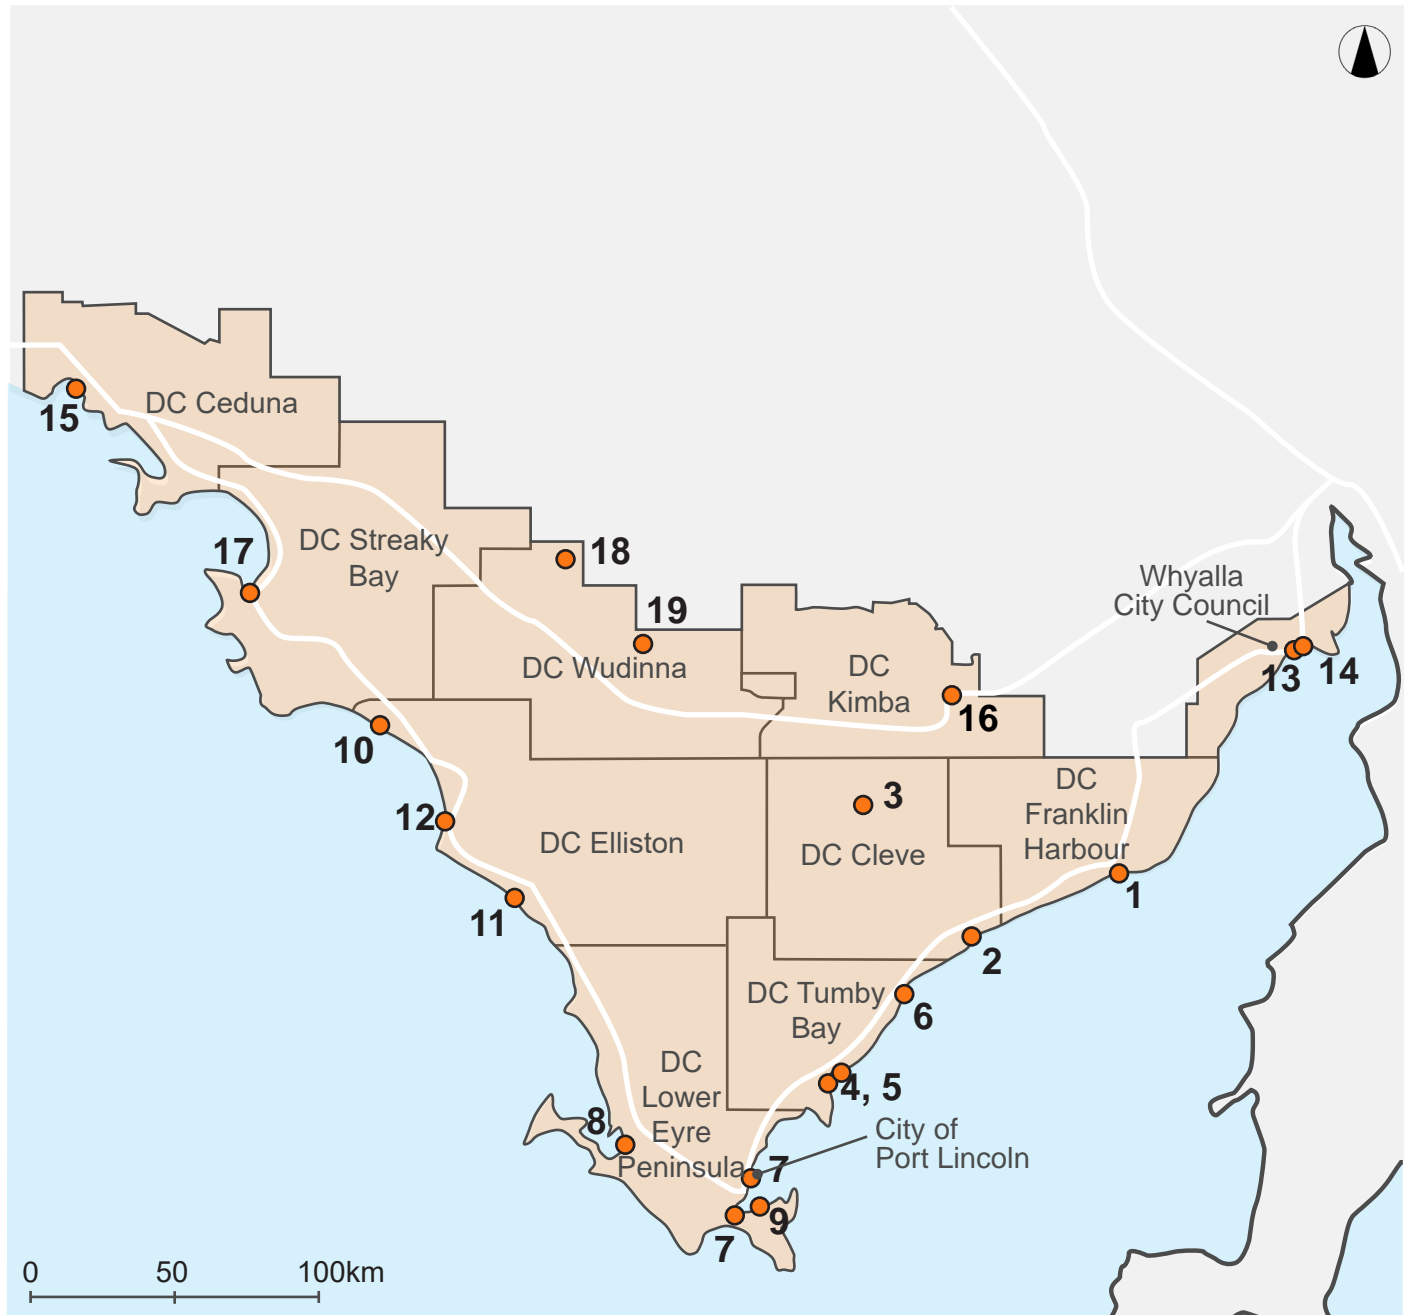 DC Ceduna
15
DC Streaky
Bay
17
18
19
DC Wudinna
Whyalla
City Council
13
14
DC
Kimba
16
10
12
3
DC
Franklin
Harbour
DC Elliston
DC Cleve
1
11
2
DC Tumby
Bay
6
4, 5
DC
Lower
Eyre
Peninsula
8
City of
Port Lincoln
7
9
7
0 50 100km